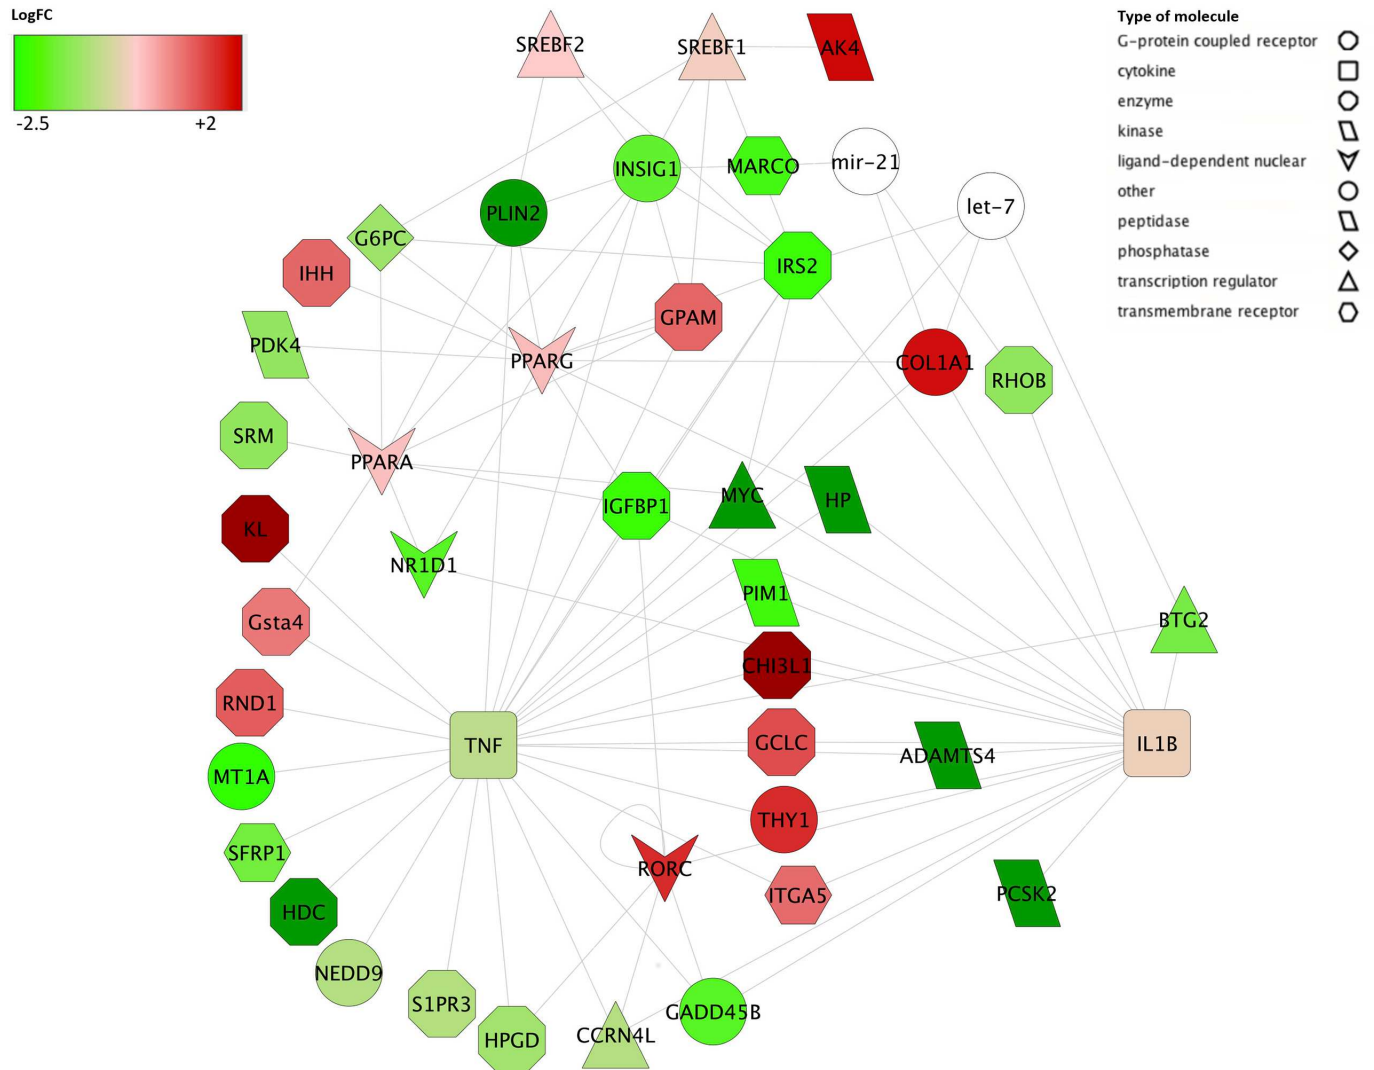 LogFC
-2.5 +2
Type of molecule
G-protein coupled receptor
cytokine
enzyme
kinase
ligand-dependent nuclear
other
peptidase
phosphatase
transcription regulator
transmembrane receptor
SREBF2
SREBF1
AK4
INSIG1
MARCO
mir-21
PLIN2
let-7
G6PC
IHH
IRS2
GPAM
PDK4
PPARG
COL1A1
RHOB
SRM
PPARA
IGFBP1
MYC
HP
KL
NR1D1
PIM1
Gsta4
BTG2
CHI3L1
RND1
TNF
GCLC
ADAMTS4
IL1B
MT1A
THY1
SFRP1
RORC
ITGA5
PCSK2
HDC
NEDD9
S1PR3
HPGD
CCRN4L
GADD45B